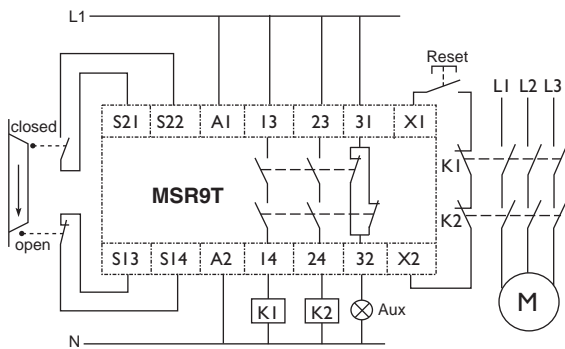 L1
Reset
L1 L2 L3
closed
S21 S22 A1 13 23 31 X1
MSR9T
K1
K2
open
S13 S14 A2 14 24 32 X2
K1 K2 Aux
M
N